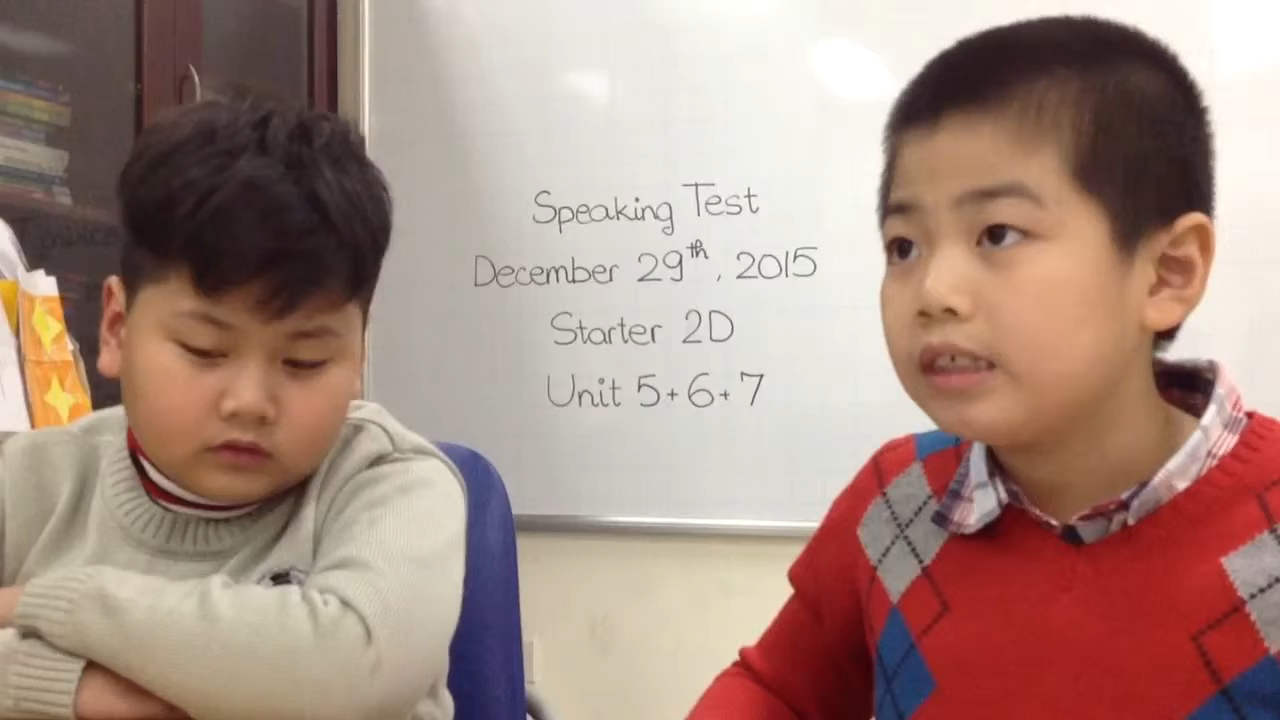 Speaking Test
December 29th, 2015
Starter 2D
Unit 5+6+7